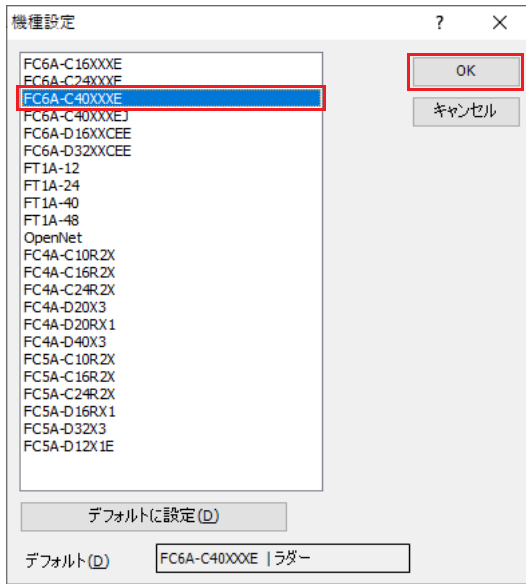 機種設定
? ×
FC6A-C16XXXE
FC6A-C24XXXE
FC6A-C40XXXE
FC6A-C40XXXEJ
FC6A-D16XXCEE
FC6A-D32XXCEE
FT1A-12
FT1A-24
FT1A-40
FT1A-48
OpenNet
FC4A-C10R2X
FC4A-C16R2X
FC4A-C24R2X
FC4A-D20X3
FC4A-D20RX1
FC4A-D40X3
FC5A-C10R2X
FC5A-C16R2X
FC5A-C24R2X
FC5A-D16RX1
FC5A-D32X3
FC5A-D12X1E
OK
キャンセル
デフォルトに設定(D)
デフォルト(D)
FC6A-C40XXXE | ラダー